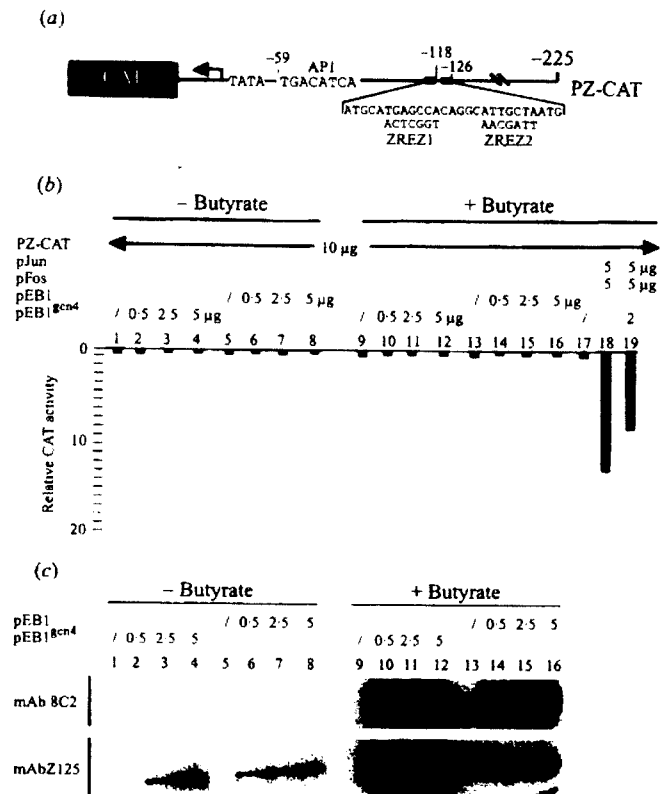 (a)
-118
-225
-59
AP1
-126
CAT
TATA
TGACATCA
PZ-CAT
ATGCATGAGCCACAGGCATTGCTAATG
ACTCGGT AACGATT
ZREZ1 ZREZ2
(b)
– Butyrate + Butyrate
PZ-CAT 10 µg
pJun 5 5 µg
pFos 5 5 µg
pEB1 / 0·5 2·5 5 µg / 0·5 2·5 5 µg
pEB1gcn4 / 0·5 2·5 5 µg / 0·5 2·5 5 µg / 2
1 2 3 4 5 6 7 8 9 10 11 12 13 14 15 16 17 18 19
0
10
20
Relative CAT activity
(c)
– Butyrate + Butyrate
pEB1 / 0·5 2·5 5 / 0·5 2·5 5
pEB1gcn4 / 0·5 2·5 5 / 0·5 2·5 5
1 2 3 4 5 6 7 8 9 10 11 12 13 14 15 16
mAb 8C2
mAbZ125